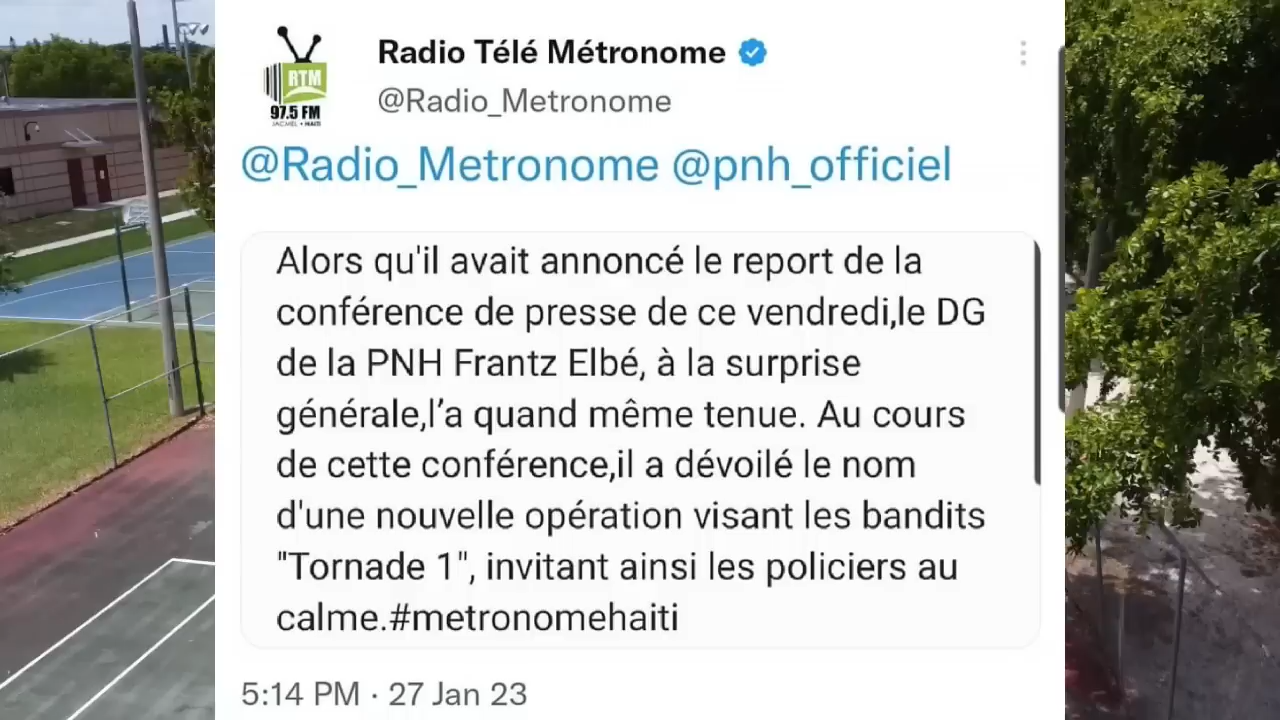 RTM
97.5 FM
JACMEL • HAITI
Radio Télé Métronome
@Radio_Metronome
@Radio_Metronome @pnh_officiel
Alors qu'il avait annoncé le report de la
conférence de presse de ce vendredi,le DG
de la PNH Frantz Elbé, à la surprise
générale,l’a quand même tenue. Au cours
de cette conférence,il a dévoilé le nom
d'une nouvelle opération visant les bandits
"Tornade 1", invitant ainsi les policiers au
calme.#metronomehaiti
5:14 PM · 27 Jan 23